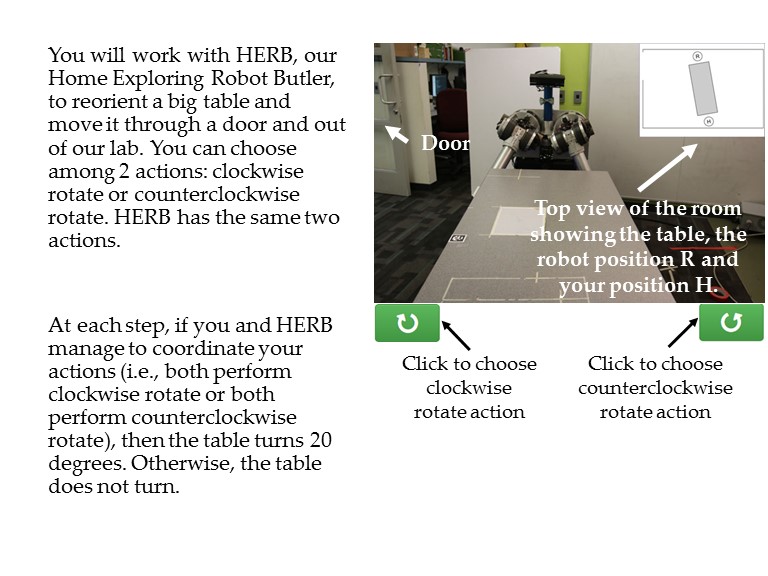 You will work with HERB, our
Home Exploring Robot Butler,
to reorient a big table and
move it through a door and out
of our lab. You can choose
among 2 actions: clockwise
rotate or counterclockwise
rotate. HERB has the same two
actions.
At each step, if you and HERB
manage to coordinate your
actions (i.e., both perform
clockwise rotate or both
perform counterclockwise
rotate), then the table turns 20
degrees. Otherwise, the table
does not turn.
Door
R
H
Top view of the room
showing the table, the
robot position R and
your position H.
Click to choose
clockwise
rotate action
Click to choose
counterclockwise
rotate action